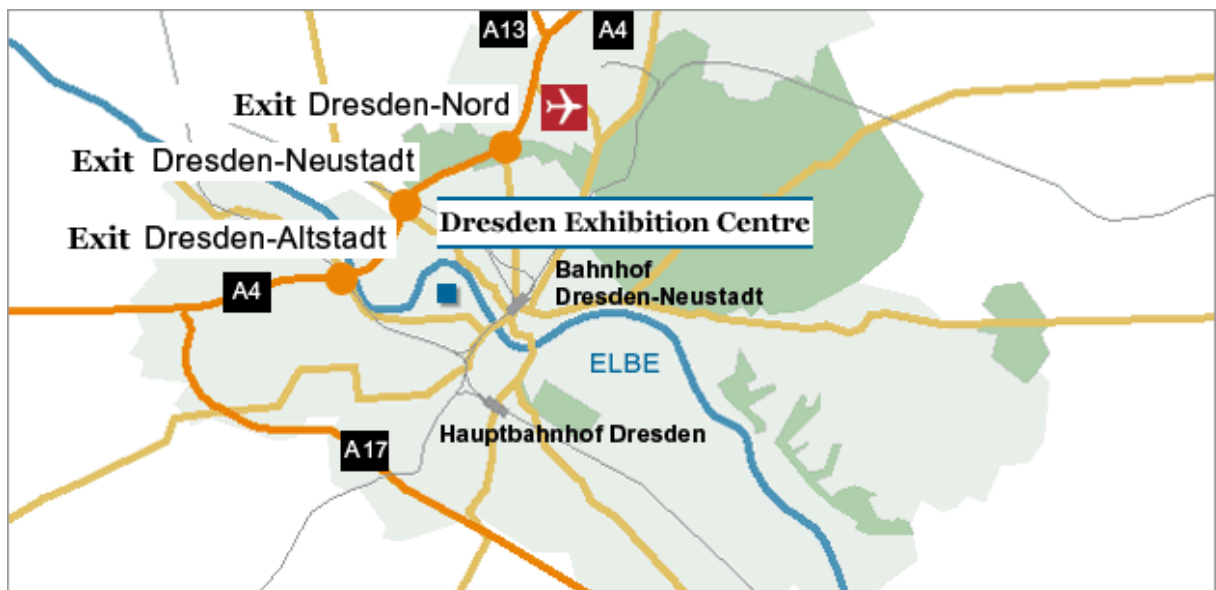 A13
A4
Exit Dresden-Nord
Exit Dresden-Neustadt
Dresden Exhibition Centre
Exit Dresden-Altstadt
Bahnhof
Dresden-Neustadt
A4
ELBE
Hauptbahnhof Dresden
A17